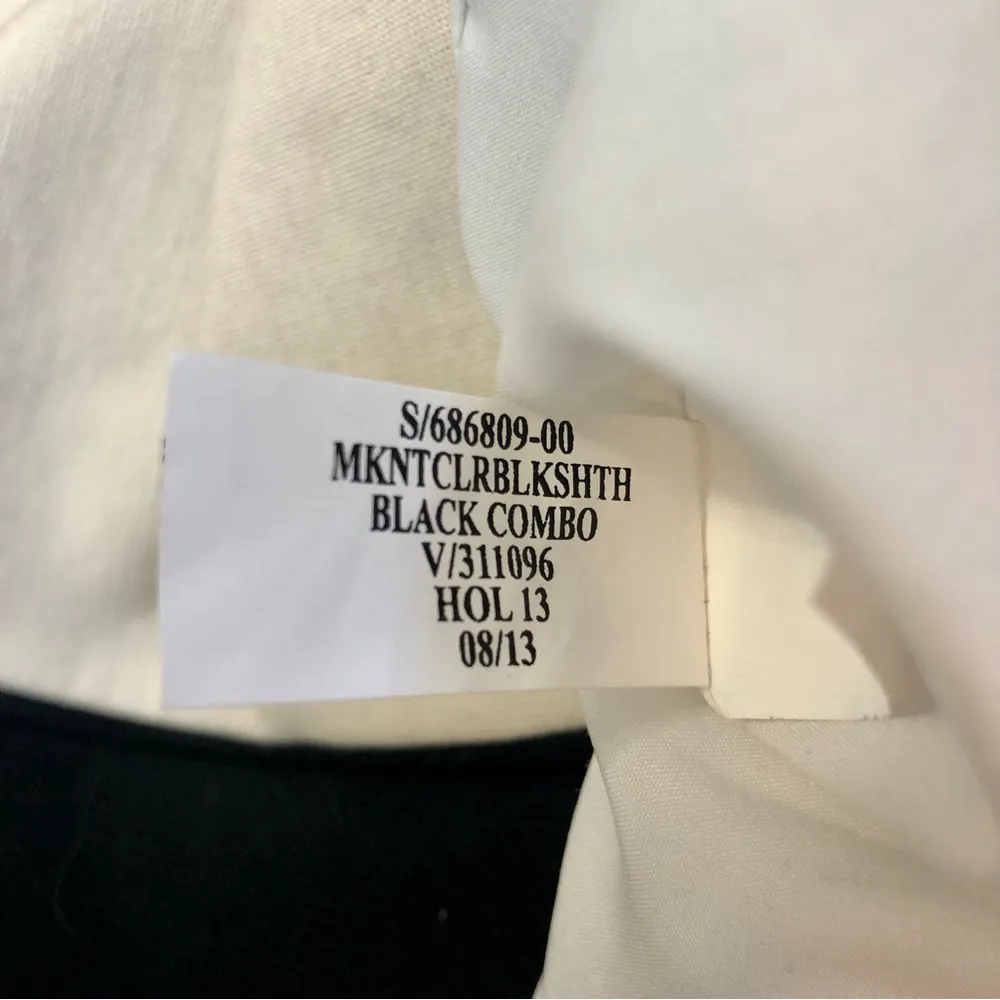 S/686809-00
MKNTCLRBLKSHTH
BLACK COMBO
V/311096
HOL 13
08/13